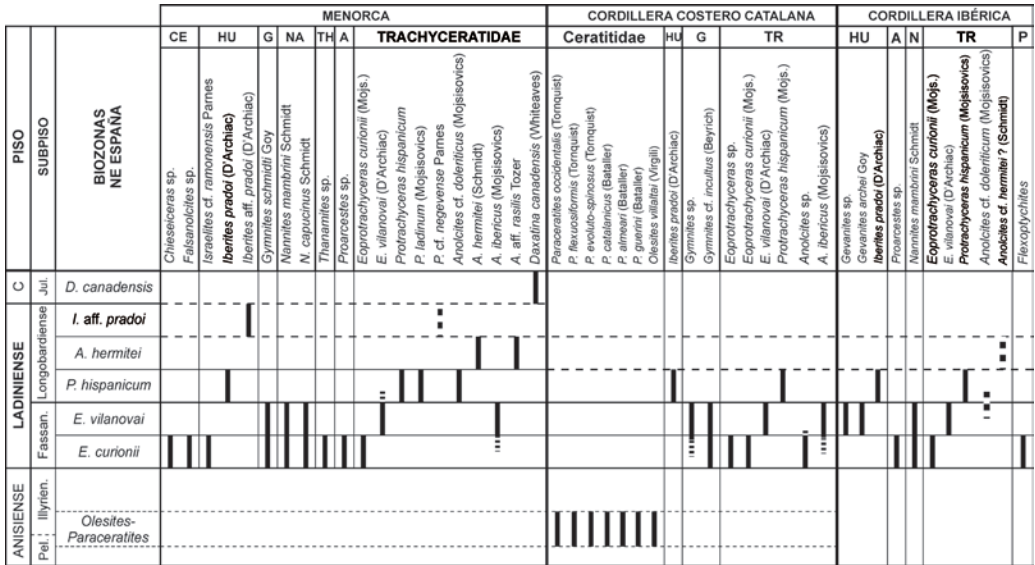 MENORCA
CORDILLERA COSTERO CATALANA
CORDILLERA IBÉRICA
PISO
SUBPISO
BIOZONAS
NE ESPAÑA
CE
HU
G
NA
TH
A
TRACHYCERATIDAE
Ceratitidae
HU
G
TR
HU
A
N
TR
P
Chieseiceras sp.
Falsanolcites sp.
Israelites cf. ramonensis Parnes
Iberites pradoi (D'Archiac)
Iberites aff. pradoi (D'Archiac)
Gymnites schmidti Goy
Nannites mambrini Schmidt
N. capucinus Schmidt
Thanamites sp.
Proarcestes sp.
Eoprotrachyceras curionii (Mojs.)
E. vilanovai (D'Archiac)
Protrachyceras hispanicum
P. ladinum (Mojsisovics)
P. cf. negevense Parnes
Anolcites cf. doleriticus (Mojsisovics)
A. hermitei (Schmidt)
A. ibericus (Mojsisovics)
A. aff. rasilis Tozer
Daxatina canadensis (Whiteaves)
Paraceratites occidentalis (Tornquist)
P. flexuosiformis (Tornquist)
P. evoluto-spinosus (Tornquist)
P. catalanicus (Bataller)
P. almeari (Bataller)
P. guerini (Bataller)
Olesites villaltai (Virgili)
Iberites pradoi (D'Archiac)
Gymnites sp.
Gymnites cf. incultus (Beyrich)
Eoprotrachyceras sp.
Eoprotrachyceras curionii (Mojs.)
E. vilanovai (D'Archiac)
Protrachyceras hispanicum (Mojs.)
Anolcites sp.
A. ibericus (Mojsisovics)
Gevanites sp.
Gevanites archei Goy
Iberites pradoi (D'Archiac)
Proarcestes sp.
Nannites mambrini Schmidt
Eoprotrachyceras curionii (Mojs.)
E. vilanovai (D'Archiac)
Protrachyceras hispanicum (Mojsisovics)
Anolcites cf. doleriticum (Mojsisovics)
Anolcites cf. hermitei ? (Schmidt)
Flexoptychites
C
Jul.
D. canadensis
LADINIENSE
Longobardiense
I. aff. pradoi
A. hermitei
P. hispanicum
Fassan.
E. vilanovai
E. curionii
ANISIENSE
Illyrien.
Pel.
Olesites-
Paraceratites